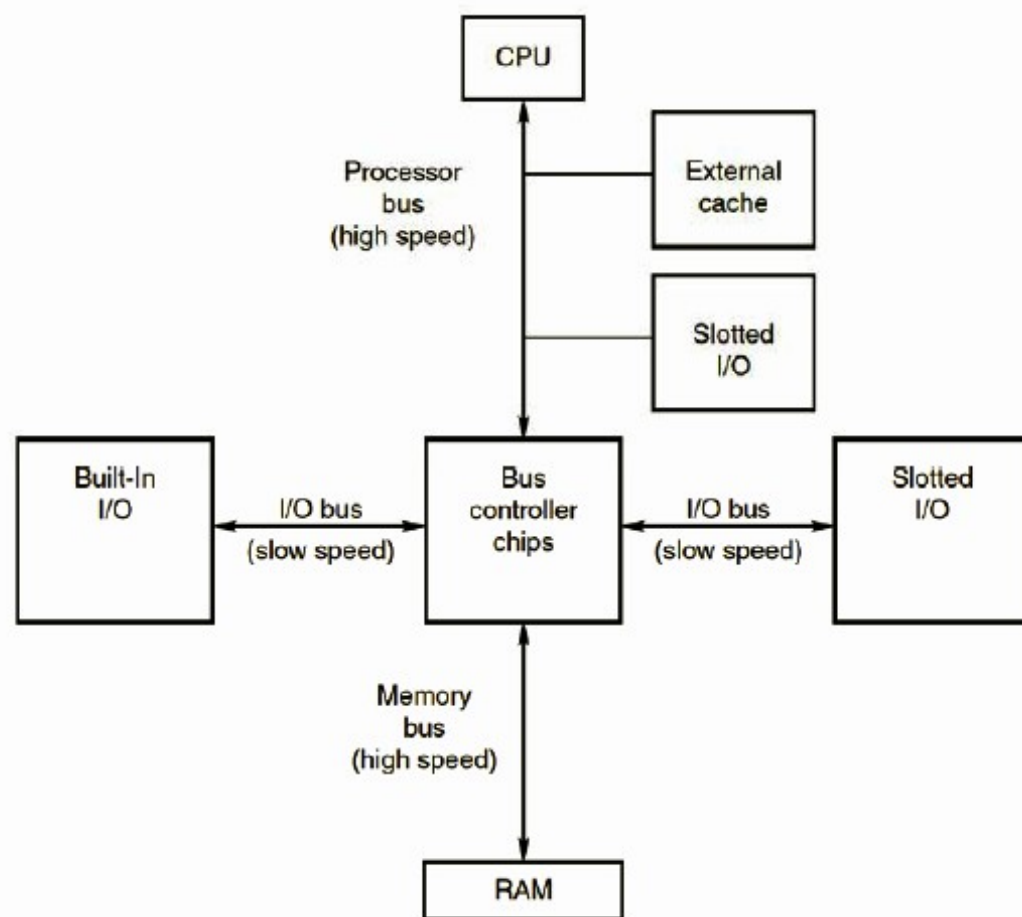 CPU
Processor
bus
(high speed)
External
cache
Slotted
I/O
Built-In
I/O
I/O bus
(slow speed)
Bus
controller
chips
I/O bus
(slow speed)
Slotted
I/O
Memory
bus
(high speed)
RAM